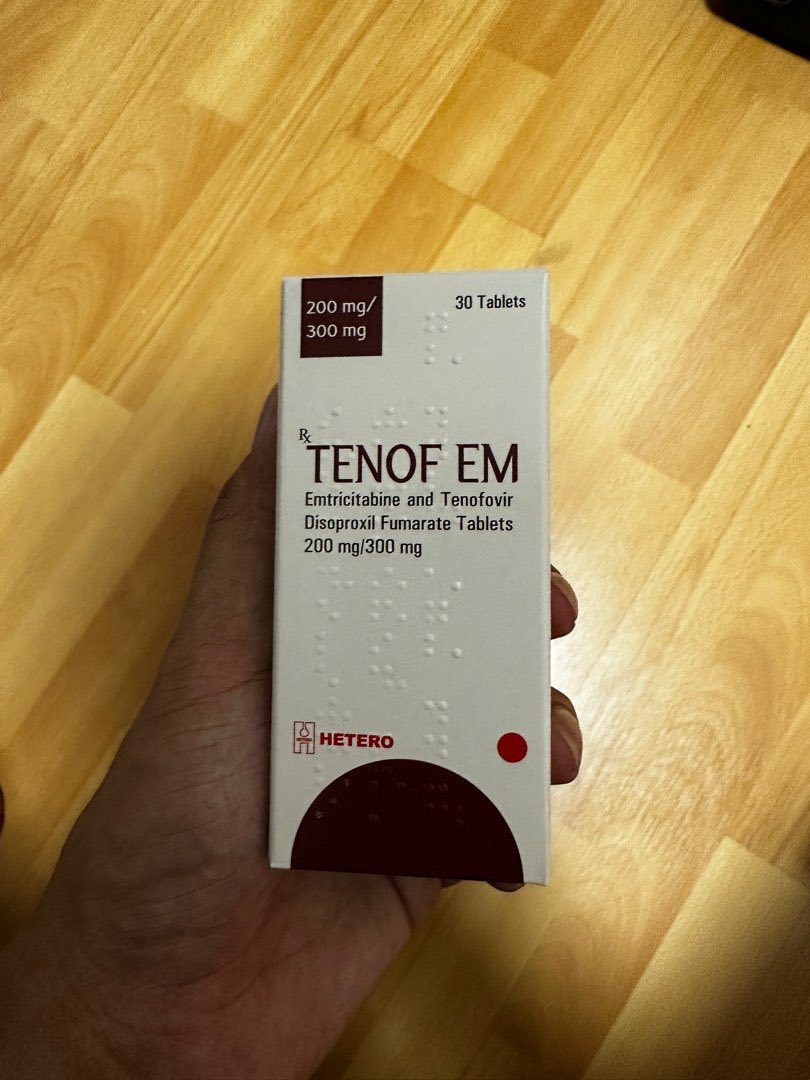 200 mg/
300 mg
30 Tablets
Rx
TENOF EM
Emtricitabine and Tenofovir
Disoproxil Fumarate Tablets
200 mg/300 mg
HETERO
HETERO